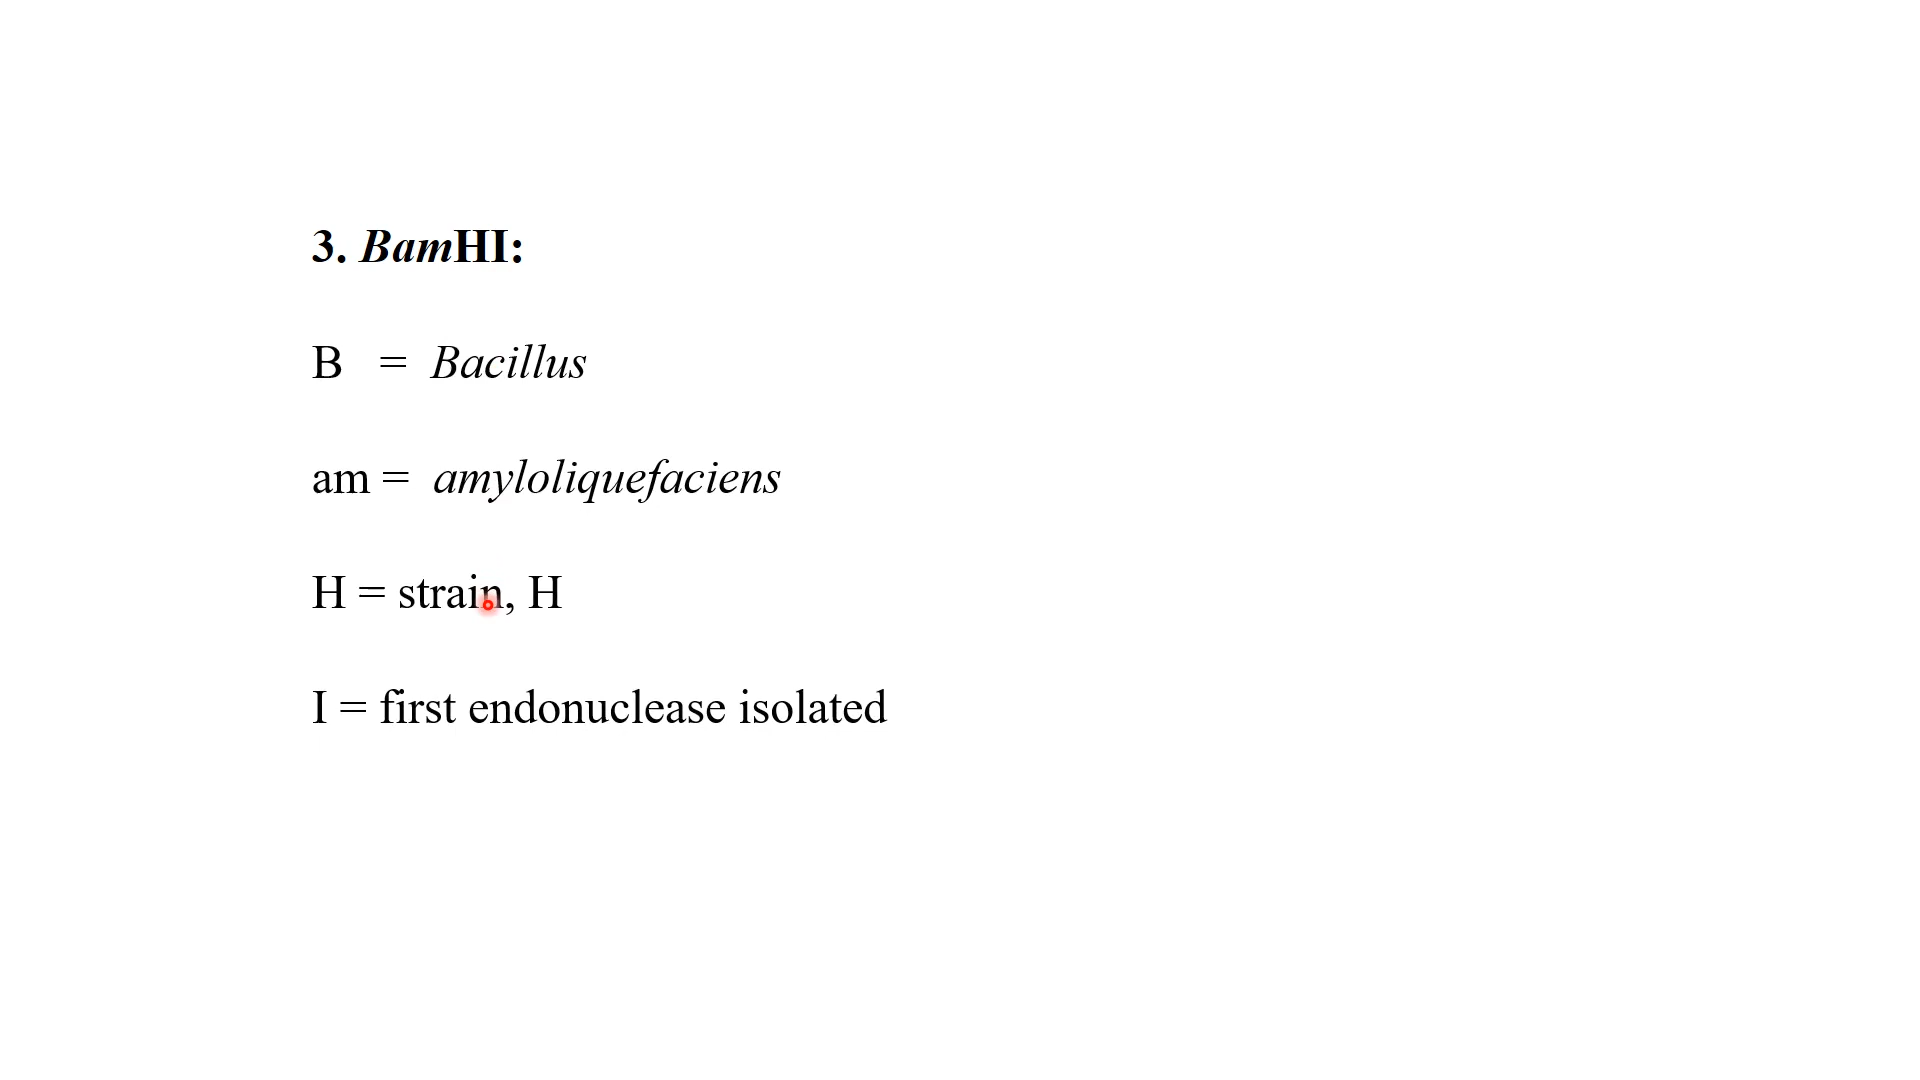 3. BamHI:
B = Bacillus
am = amyloliquefaciens
H = strain, H
I = first endonuclease isolated